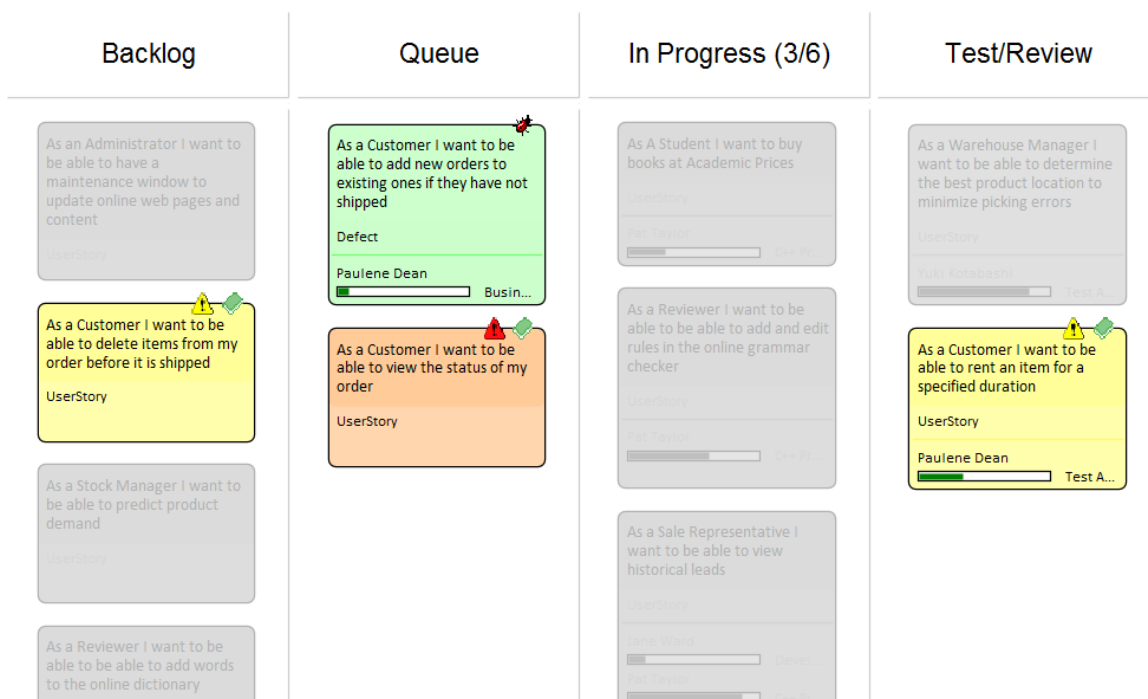 Backlog
Queue
In Progress (3/6)
Test/Review
As an Administrator I want to
be able to have a
maintenance window to
update online web pages and
content
UserStory
As a Customer I want to be
able to delete items from my
order before it is shipped
UserStory
As a Stock Manager I want to
be able to predict product
demand
UserStory
As a Reviewer I want to be
able to be able to add words
to the online dictionary
As a Customer I want to be
able to add new orders to
existing ones if they have not
shipped
Defect
Paulene Dean
Busin...
As a Customer I want to be
able to view the status of my
order
UserStory
As A Student I want to buy
books at Academic Prices
UserStory
Pat Taylor
C++ Pr...
As a Reviewer I want to be
able to be able to add and edit
rules in the online grammar
checker
UserStory
Pat Taylor
C++ Pr...
As a Sale Representative I
want to be able to view
historical leads
UserStory
Jane Ward
Pat Taylor
As a Warehouse Manager I
want to be able to determine
the best product location to
minimize picking errors
UserStory
Test A...
As a Customer I want to be
able to rent an item for a
specified duration
UserStory
Paulene Dean
Test A...